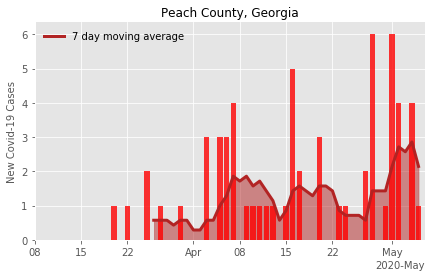 Peach County, Georgia
7 day moving average
New Covid-19 Cases
6
5
4
3
2
1
0
08 15 22 Apr 08 15 22 May
2020-May